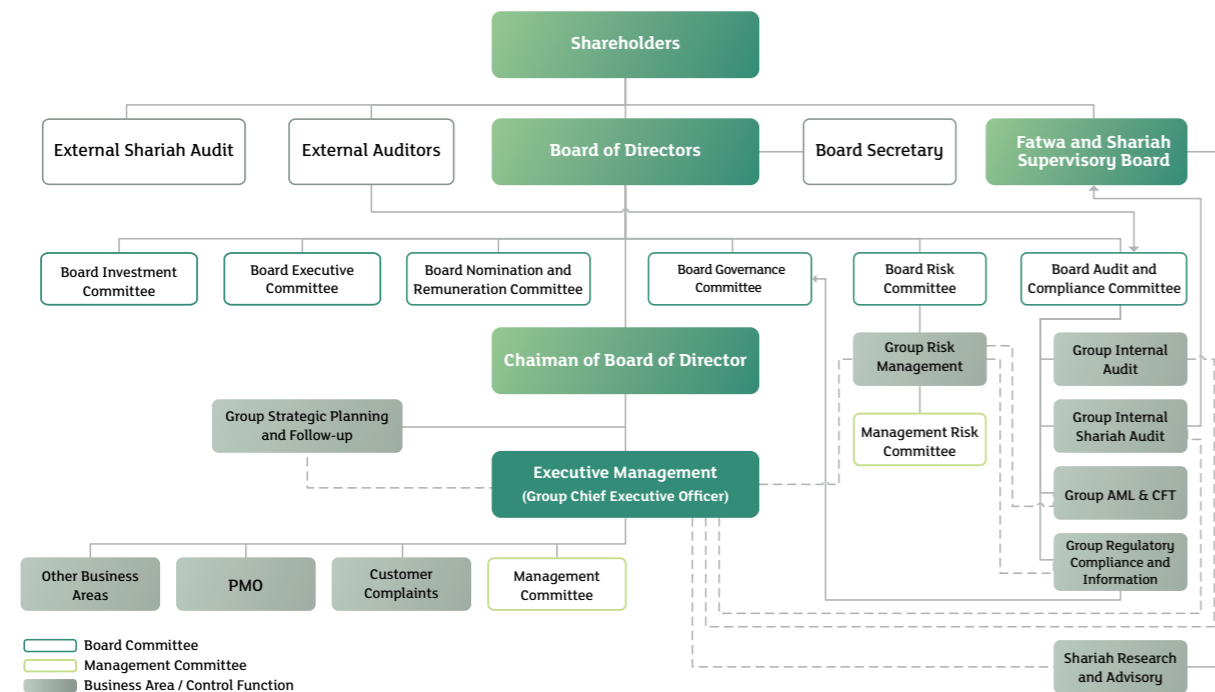 Shareholders
External Shariah Audit
External Auditors
Board of Directors
Board Secretary
Fatwa and Shariah
Supervisory Board
Board Investment
Committee
Board Executive
Committee
Board Nomination and
Remuneration Committee
Board Governance
Committee
Board Risk
Committee
Board Audit and
Compliance Committee
Chaiman of Board of Director
Group Risk
Management
Group Internal
Audit
Group Strategic Planning
and Follow-up
Management Risk
Committee
Group Internal
Shariah Audit
Executive Management
(Group Chief Executive Officer)
Group AML & CFT
Group Regulatory
Compliance and
Information
Other Business
Areas
PMO
Customer
Complaints
Management
Committee
Shariah Research
and Advisory
Board Committee
Management Committee
Business Area / Control Function